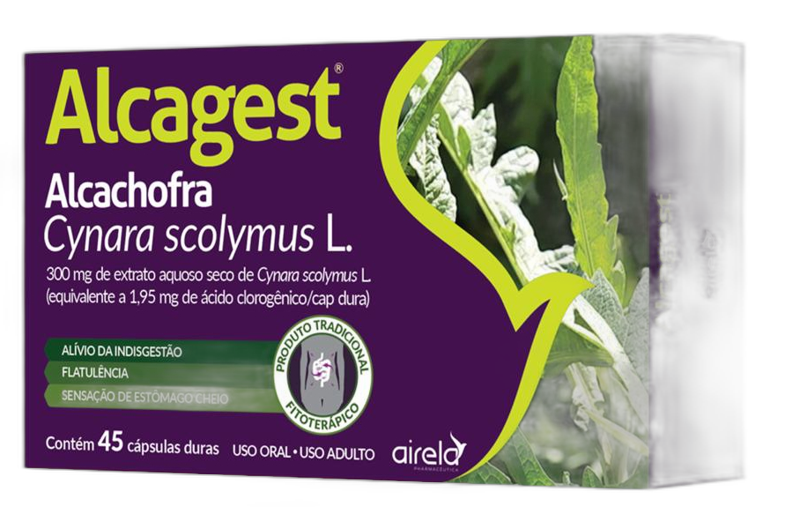 Alcagest®
Alcachofra
Cynara scolymus L.
300 mg de extrato aquoso seco de Cynara scolymus L.
(equivalente a 1,95 mg de ácido clorogênico/cap dura)
ALÍVIO DA INDISGESTÃO
FLATULÊNCIA
SENSAÇÃO DE ESTÔMAGO CHEIO
PRODUTO TRADICIONAL
FITOTERÁPICO
Contém 45 cápsulas duras USO ORAL • USO ADULTO
airela
PHARMACÊUTICA